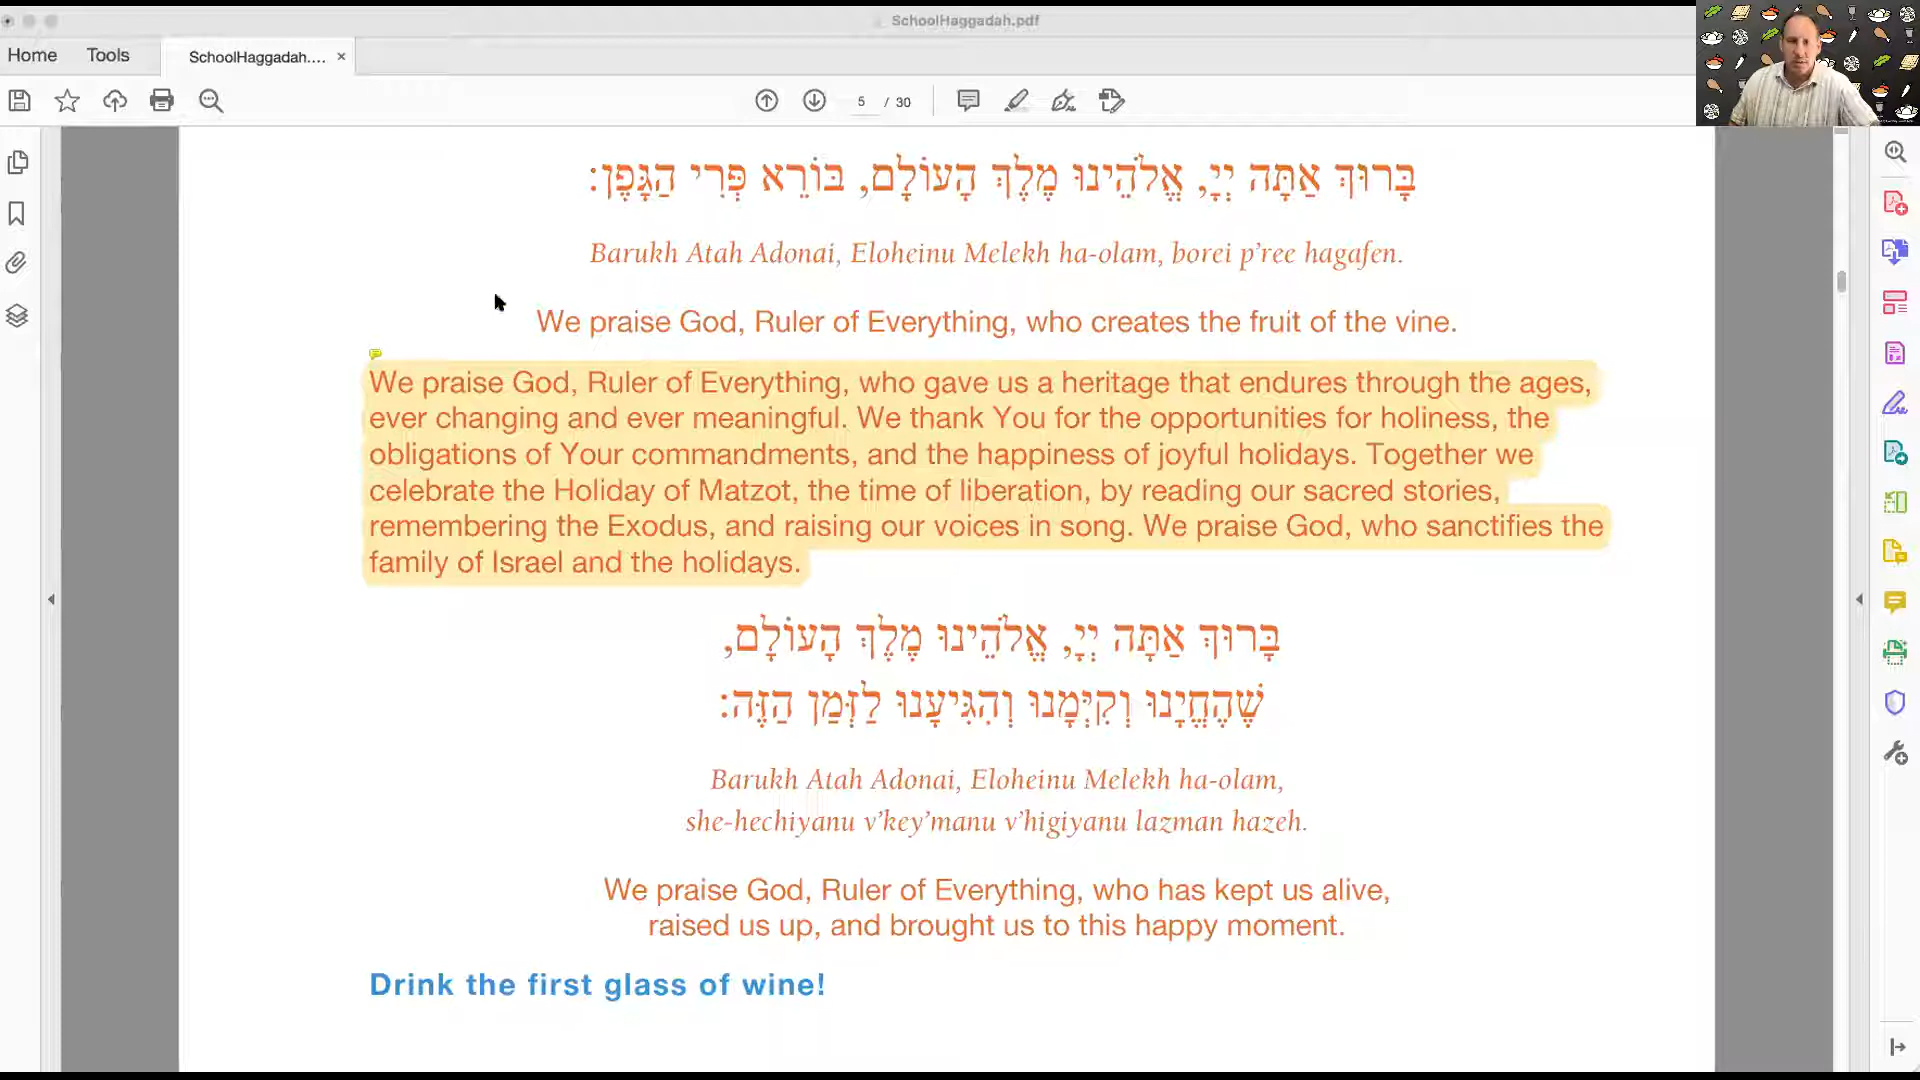 SchoolHaggadah.pdf
Home
Tools
SchoolHaggadah....
5 / 30
בָּרוּךְ אַתָּה יְיָ, אֱלֹהֵינוּ מֶלֶךְ הָעוֹלָם, בּוֹרֵא פְּרִי הַגָּפֶן:
Barukh Atah Adonai, Eloheinu Melekh ha-olam, borei p’ree hagafen.
We praise God, Ruler of Everything, who creates the fruit of the vine.
We praise God, Ruler of Everything, who gave us a heritage that endures through the ages,
ever changing and ever meaningful. We thank You for the opportunities for holiness, the
obligations of Your commandments, and the happiness of joyful holidays. Together we
celebrate the Holiday of Matzot, the time of liberation, by reading our sacred stories,
remembering the Exodus, and raising our voices in song. We praise God, who sanctifies the
family of Israel and the holidays.
בָּרוּךְ אַתָּה יְיָ, אֱלֹהֵינוּ מֶלֶךְ הָעוֹלָם,
שֶׁהֶחֱיָנוּ וְקִיְּמָנוּ וְהִגִּיעָנוּ לַזְּמַן הַזֶּה:
Barukh Atah Adonai, Eloheinu Melekh ha-olam,
she-hechiyanu v’key’manu v’higiyanu lazman hazeh.
We praise God, Ruler of Everything, who has kept us alive,
raised us up, and brought us to this happy moment.
Drink the first glass of wine!